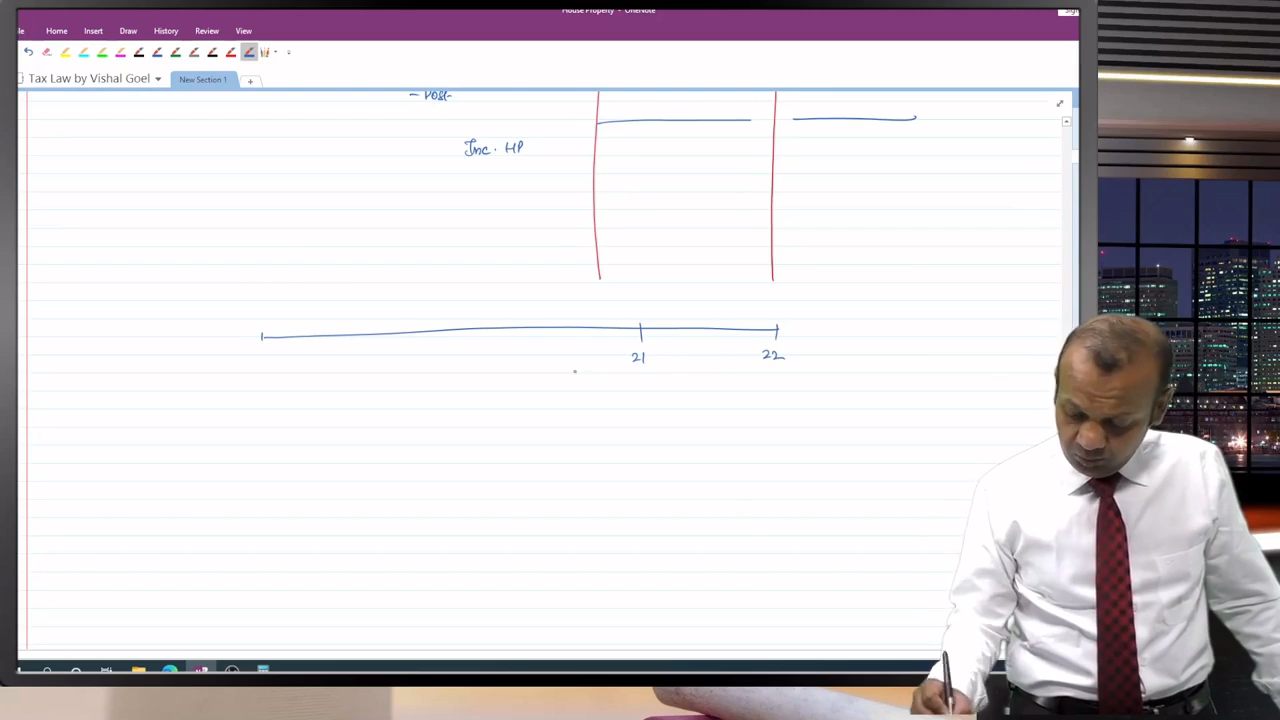 House Property - OneNote
Home Insert Draw History Review View
Tax Law by Vishal Goel New Section 1 +
- Post-
Inc. HP
21 22